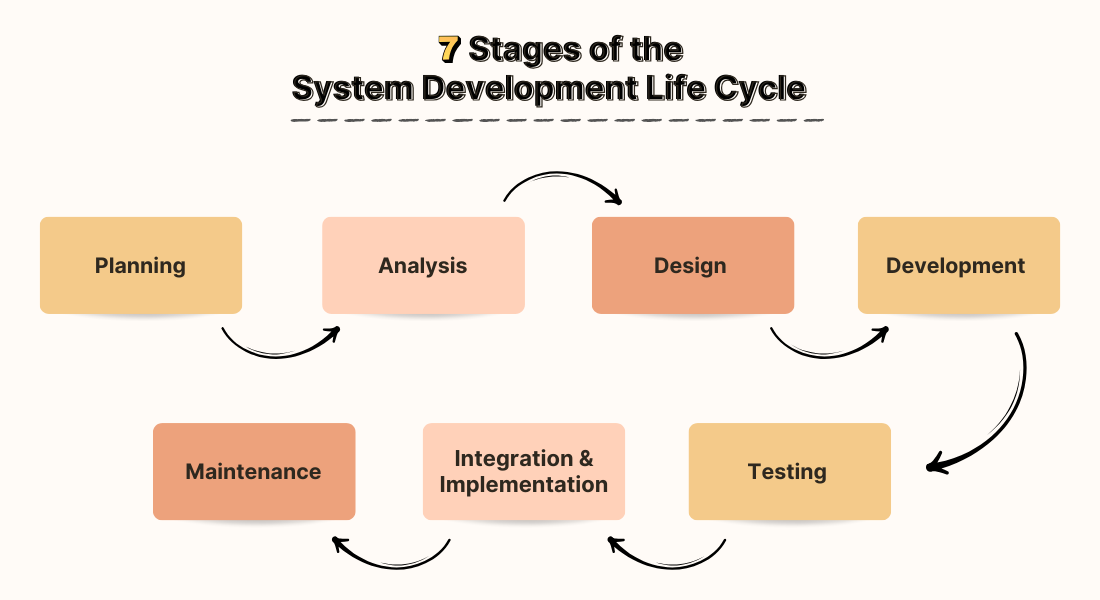 7 Stages of the
System Development Life Cycle
Planning
Analysis
Design
Development
Maintenance
Integration &
Implementation
Testing